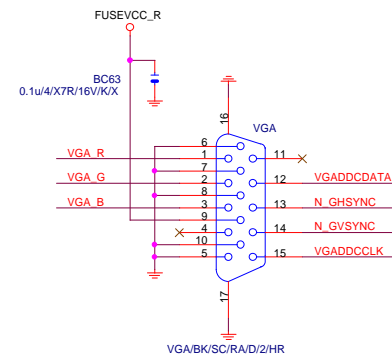 FUSEVCC_R
BC63
0.1u/4/X7R/16V/K/X
16
VGA
6
VGA_R 1 11
7
VGA_G 2 12 VGADDCDATA
8
VGA_B 3 13 N_GHSYNC
9
4 14 N_GVSYNC
10
5 15 VGADDCCLK
17
VGA/BK/SC/RA/D/2/HR